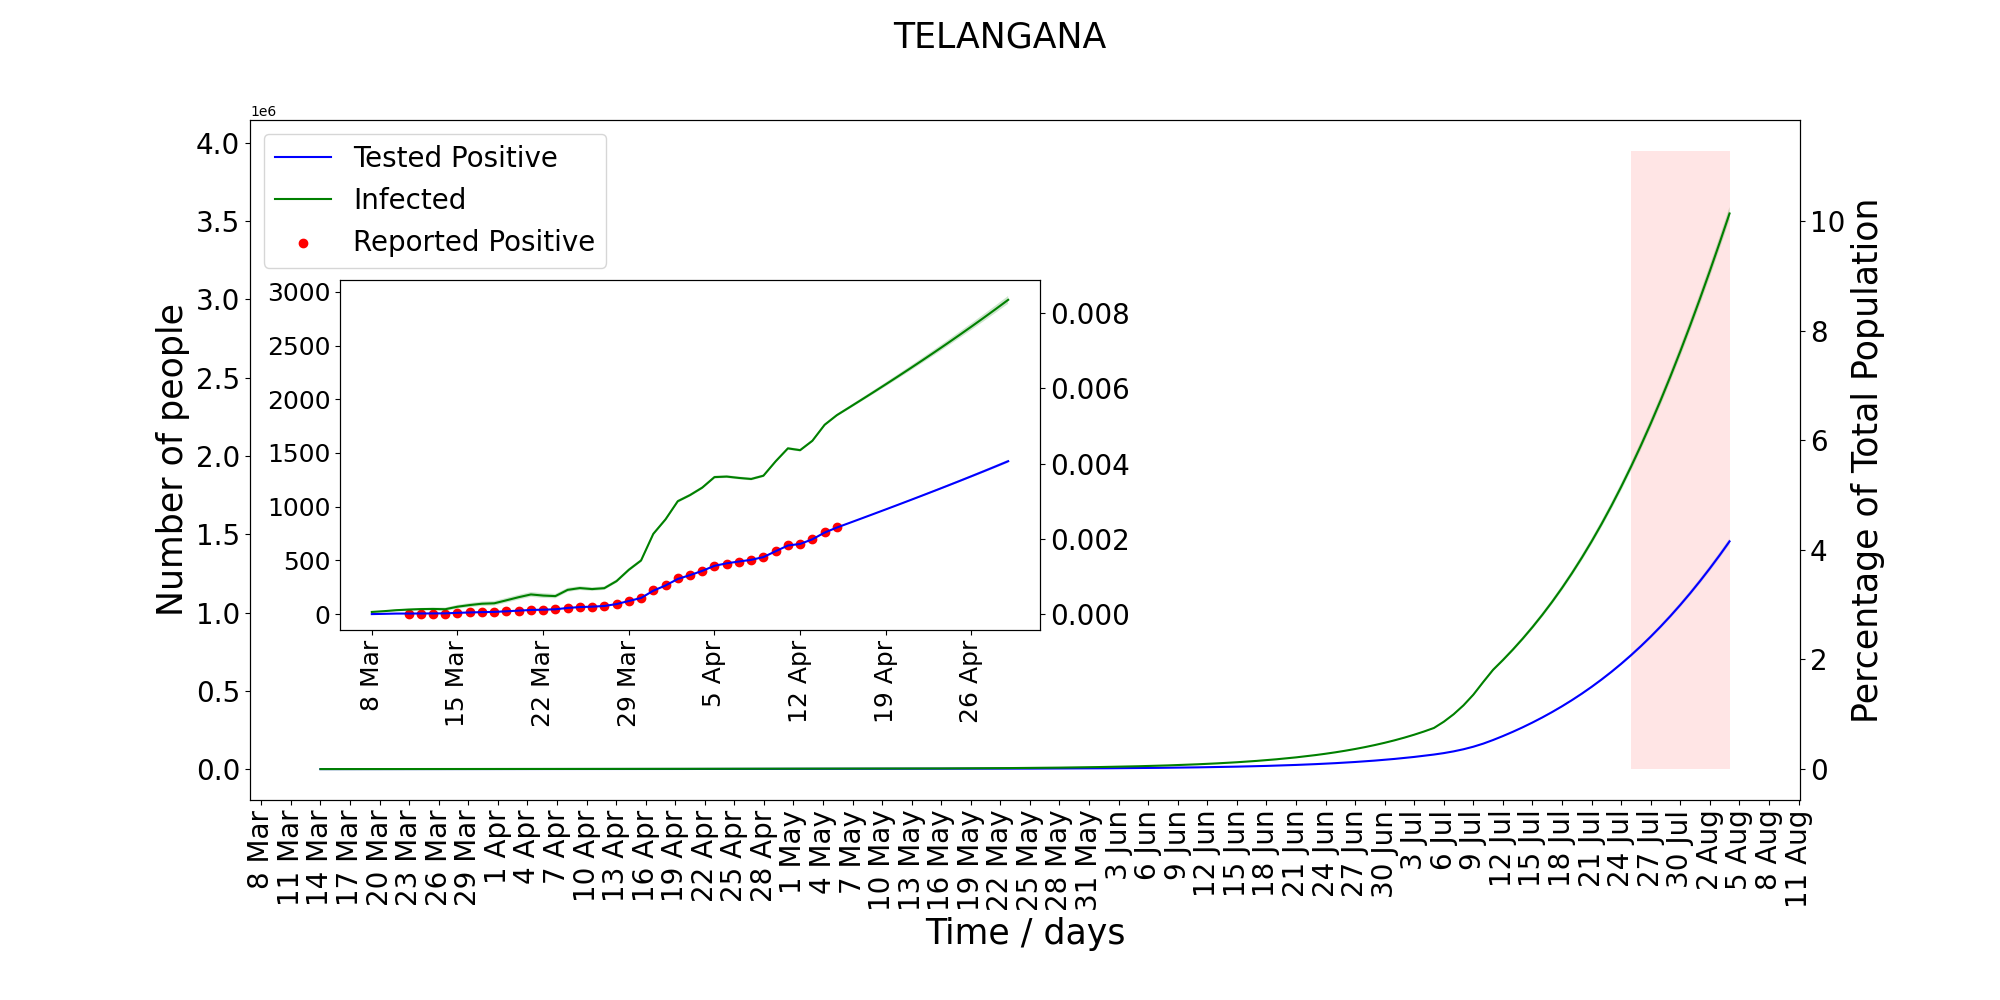 TELANGANA
1e6
4.0
3.5
3.0
2.5
2.0
1.5
1.0
0.5
0.0
Number of people
Tested Positive
Infected
Reported Positive
3000
2500
2000
1500
1000
500
0
0.008
0.006
0.004
0.002
0.000
8 Mar
15 Mar
22 Mar
29 Mar
5 Apr
12 Apr
19 Apr
26 Apr
10
8
6
4
2
0
Percentage of Total Population
8 Mar
11 Mar
14 Mar
17 Mar
20 Mar
23 Mar
26 Mar
29 Mar
1 Apr
4 Apr
7 Apr
10 Apr
13 Apr
16 Apr
19 Apr
22 Apr
25 Apr
28 Apr
1 May
4 May
7 May
10 May
13 May
16 May
19 May
22 May
25 May
28 May
31 May
3 Jun
6 Jun
9 Jun
12 Jun
15 Jun
18 Jun
21 Jun
24 Jun
27 Jun
30 Jun
3 Jul
6 Jul
9 Jul
12 Jul
15 Jul
18 Jul
21 Jul
24 Jul
27 Jul
30 Jul
2 Aug
5 Aug
8 Aug
11 Aug
Time / days